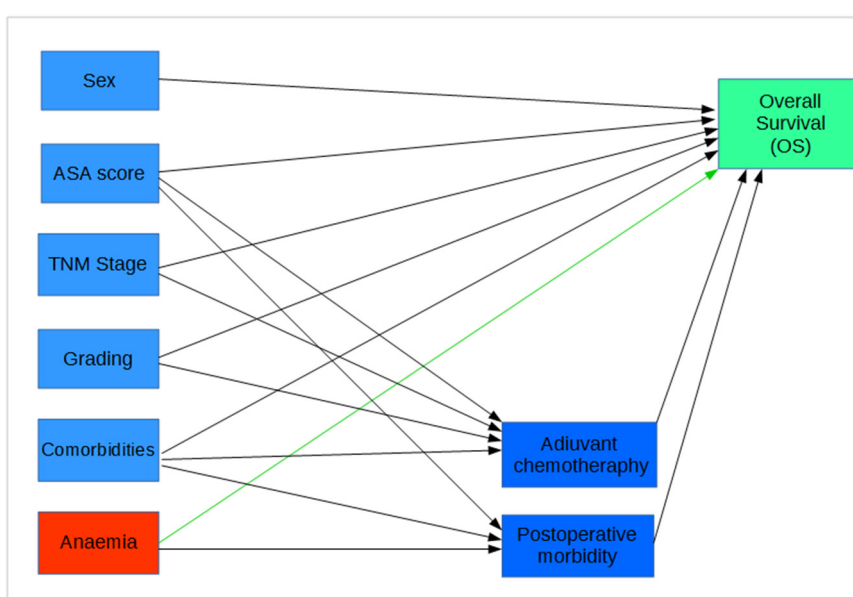 Sex
ASA score
TNM Stage
Grading
Comorbidities
Anaemia
Overall
Survival
(OS)
Adiuvant
chemotheraphy
Postoperative
morbidity